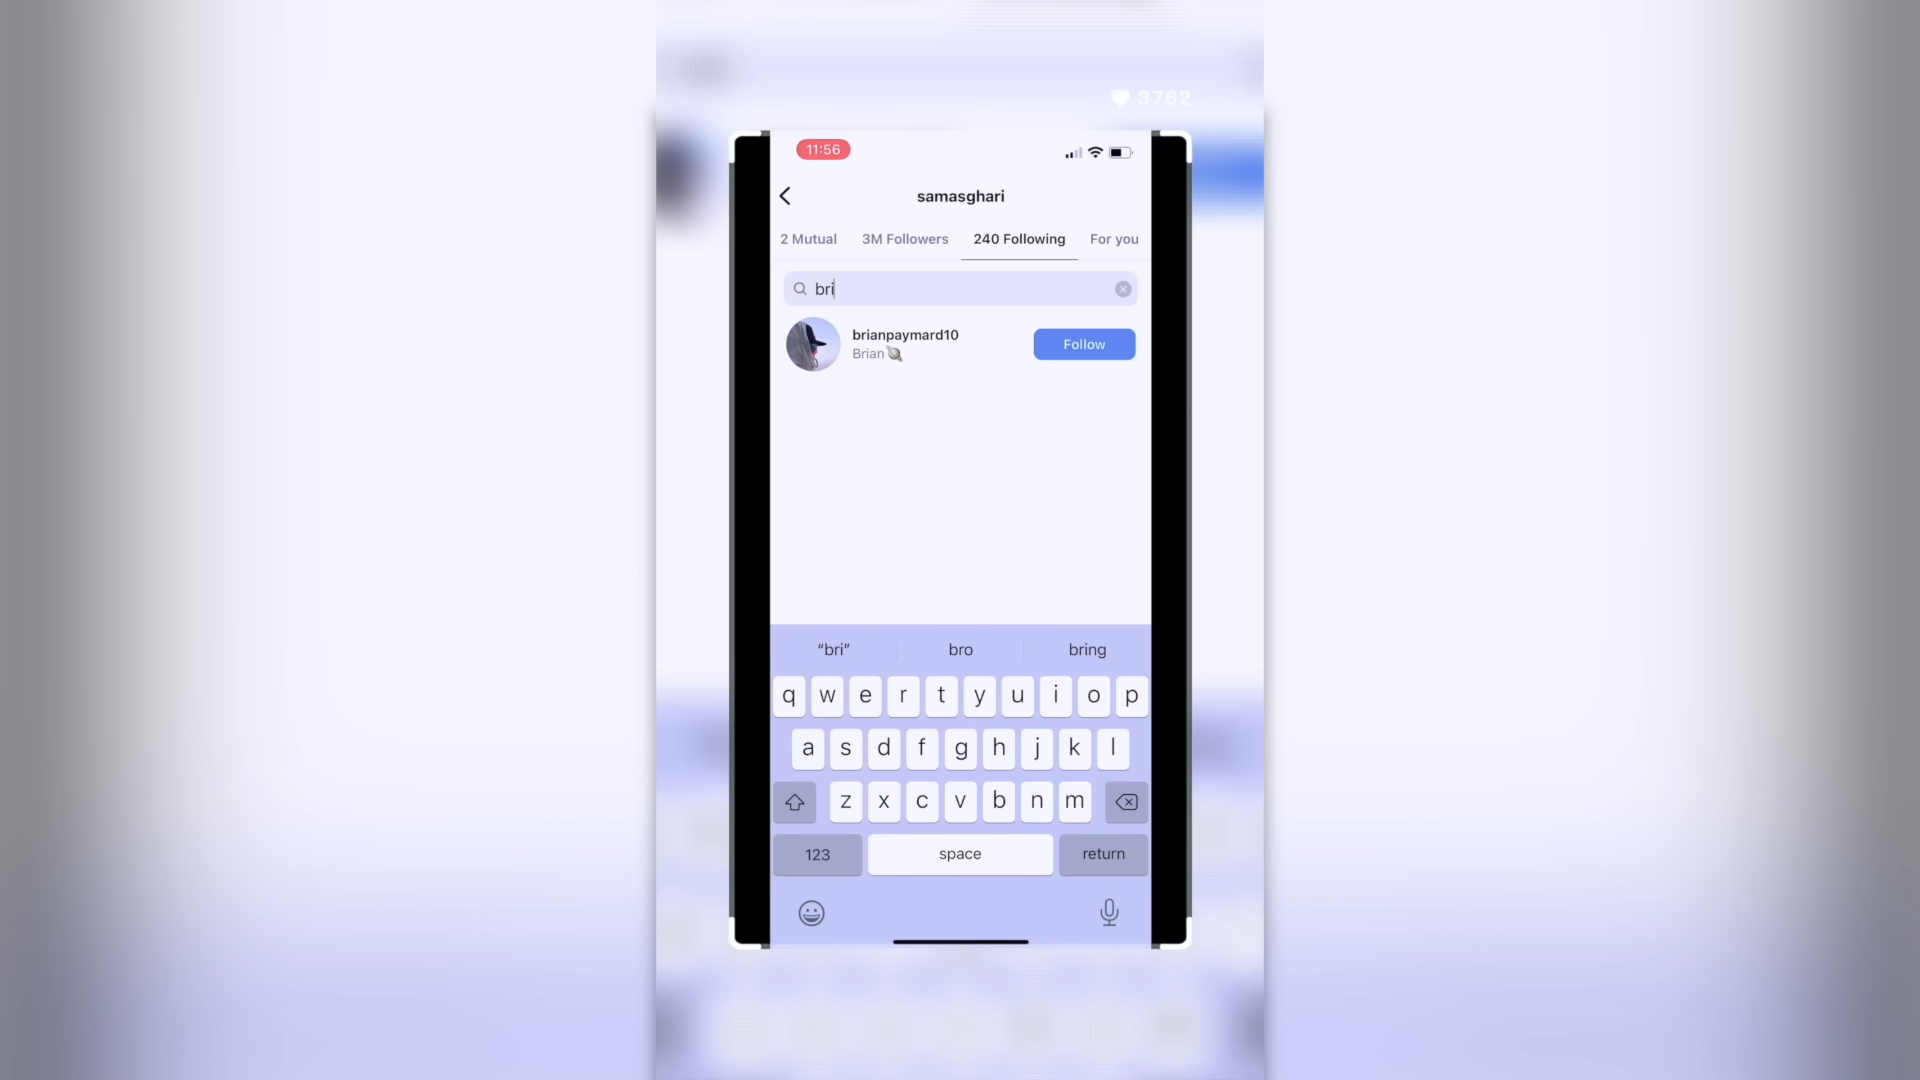 3762
11:56
samasghari
2 Mutual 3M Followers 240 Following For you
bri
brianpaymard10
Brian
Follow
“bri” bro bring
q w e r t y u i o p
a s d f g h j k l
z x c v b n m
123 space return